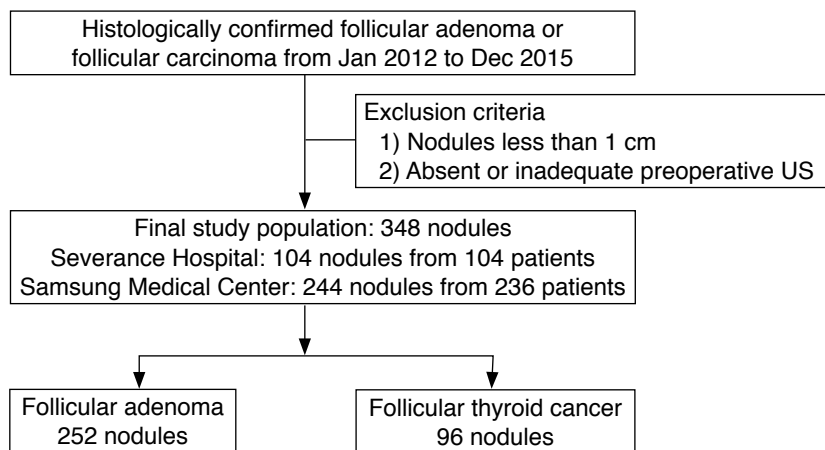 Histologically confirmed follicular adenoma or
follicular carcinoma from Jan 2012 to Dec 2015
Exclusion criteria
1) Nodules less than 1 cm
2) Absent or inadequate preoperative US
Final study population: 348 nodules
Severance Hospital: 104 nodules from 104 patients
Samsung Medical Center: 244 nodules from 236 patients
Follicular adenoma
252 nodules
Follicular thyroid cancer
96 nodules